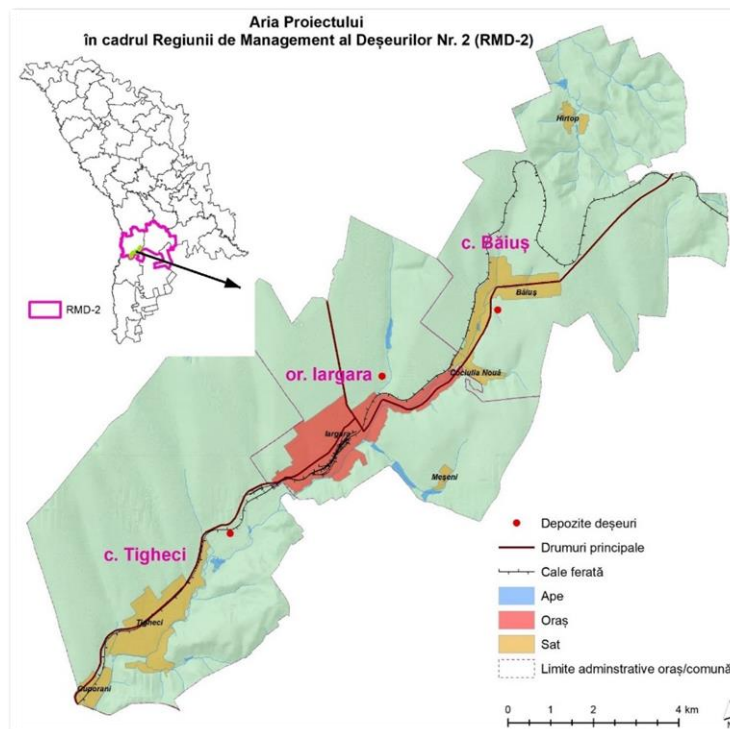 Aria Proiectului
în cadrul Regiunii de Management al Deșeurilor Nr. 2 (RMD-2)
Hîrtop
c. Băiuș
Băiuș
RMD-2
or. Iargara
Cociulia Nouă
Iargara
Meșeni
c. Tigheci
Tigheci
Cuporani
Depozite deșeuri
Drumuri principale
Cale ferată
Ape
Oraș
Sat
Limite adminstrative oraș/comună
0 1 2 4 km
N